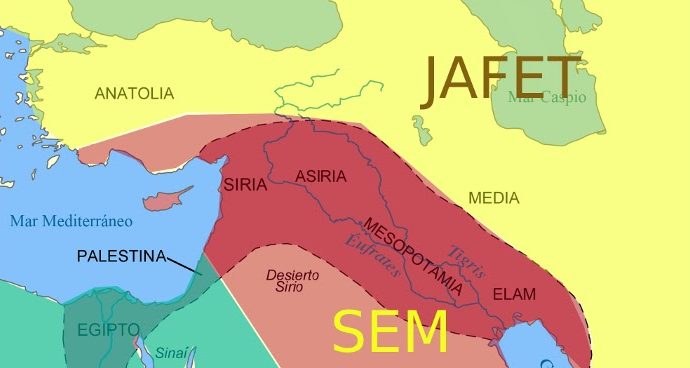 JAFET
ANATOLIA
Mar Caspio
SIRIA
ASIRIA
MEDIA
Mar Mediterráneo
MESOPOTAMIA
PALESTINA
Éufrates
Tigris
Desierto
Sirio
ELAM
SEM
EGIPTO
Sinaí